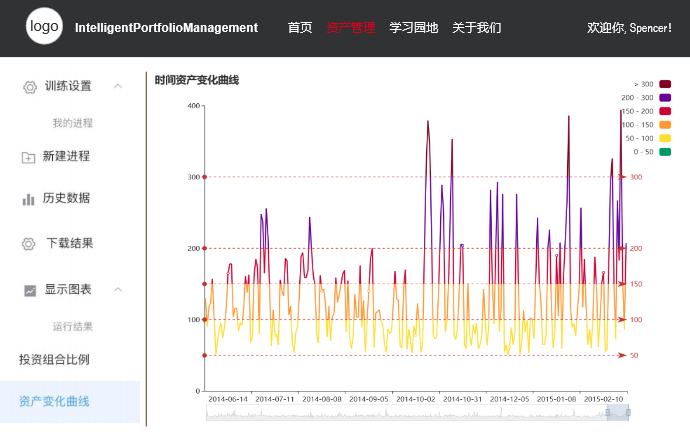 logo IntelligentPortfolioManagement 首页 资产管理 学习园地 关于我们 欢迎你, Spencer!
训练设置
我的进程
新建进程
历史数据
下载结果
显示图表
运行结果
投资组合比例
资产变化曲线
时间资产变化曲线
> 300
200 - 300
150 - 200
100 - 150
50 - 100
0 - 50
400
300
200
150
100
50
0
300
200
150
100
50
2014-06-14 2014-07-11 2014-08-08 2014-09-05 2014-10-02 2014-10-31 2014-12-05 2015-01-08 2015-02-10